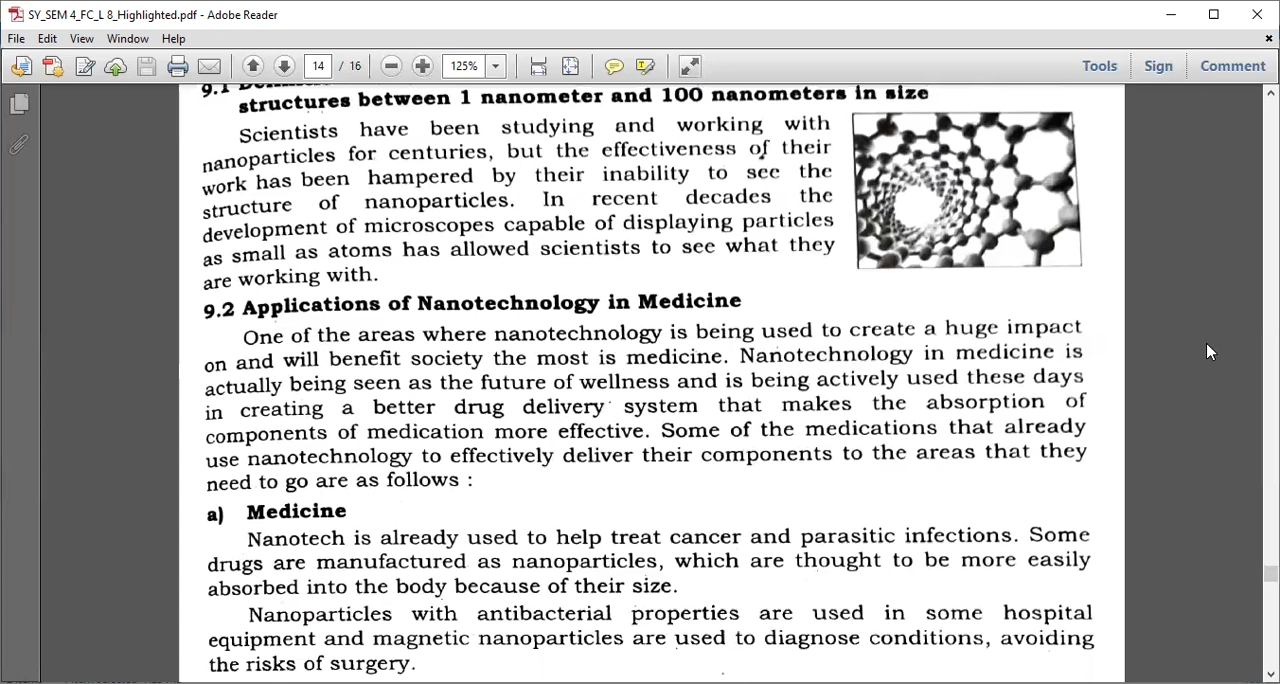 SY_SEM 4_FC_L 8_Highlighted.pdf - Adobe Reader
File Edit View Window Help
14 / 16 125% Tools Sign Comment
9.1
structures between 1 nanometer and 100 nanometers in size
Scientists have been studying and working with
nanoparticles for centuries, but the effectiveness of their
work has been hampered by their inability to see the
structure of nanoparticles. In recent decades the
development of microscopes capable of displaying particles
as small as atoms has allowed scientists to see what they
are working with.
9.2 Applications of Nanotechnology in Medicine
One of the areas where nanotechnology is being used to create a huge impact
on and will benefit society the most is medicine. Nanotechnology in medicine is
actually being seen as the future of wellness and is being actively used these days
in creating a better drug delivery system that makes the absorption of
components of medication more effective. Some of the medications that already
use nanotechnology to effectively deliver their components to the areas that they
need to go are as follows :
a) Medicine
Nanotech is already used to help treat cancer and parasitic infections. Some
drugs are manufactured as nanoparticles, which are thought to be more easily
absorbed into the body because of their size.
Nanoparticles with antibacterial properties are used in some hospital
equipment and magnetic nanoparticles are used to diagnose conditions, avoiding
the risks of surgery.